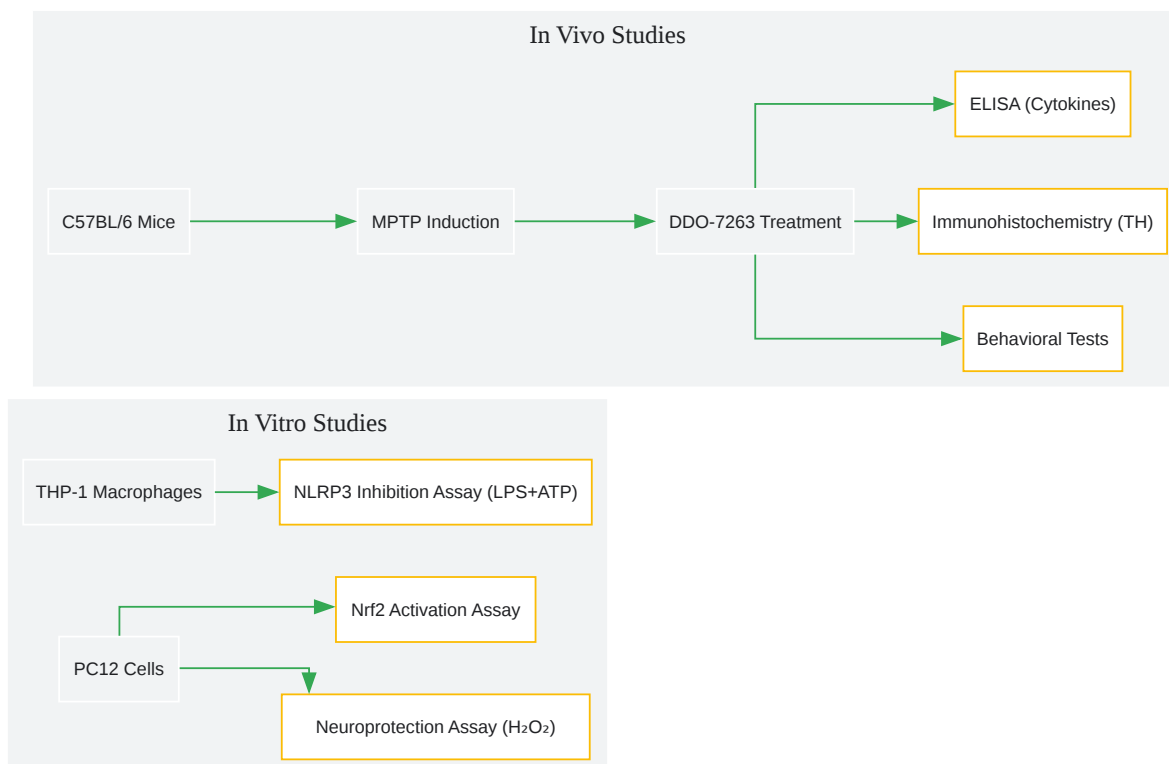 In Vivo Studies
ELISA (Cytokines)
C57BL/6 Mice
MPTP Induction
DDO-7263 Treatment
Immunohistochemistry (TH)
Behavioral Tests
In Vitro Studies
THP-1 Macrophages
NLRP3 Inhibition Assay (LPS+ATP)
Nrf2 Activation Assay
PC12 Cells
Neuroprotection Assay (H₂O₂)